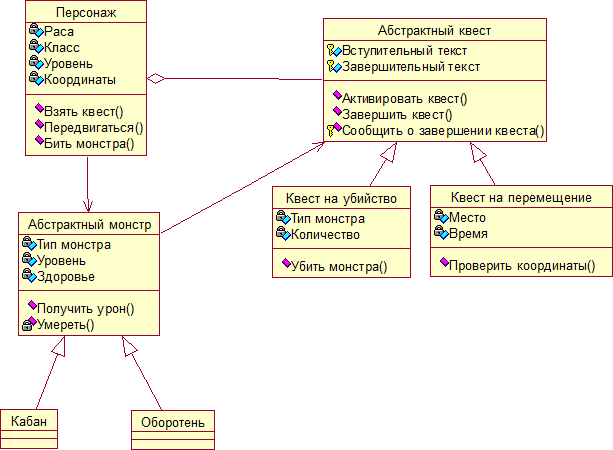 Персонаж
Раса
Класс
Уровень
Координаты
Взять квест()
Передвигаться()
Бить монстра()
Абстрактный квест
Вступительный текст
Завершительный текст
Активировать квест()
Завершить квест()
Сообщить о завершении квеста()
Квест на убийство
Тип монстра
Количество
Убить монстра()
Квест на перемещение
Место
Время
Проверить координаты()
Абстрактный монстр
Тип монстра
Уровень
Здоровье
Получить урон()
Умереть()
Кабан
Оборотень